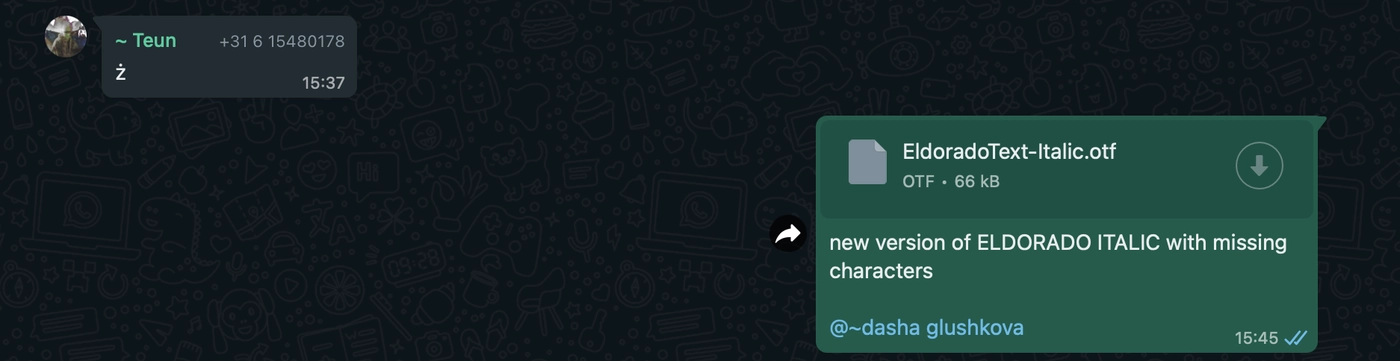 ~ Teun +31 6 15480178
ż
15:37
EldoradoText-Italic.otf
OTF • 66 kB
new version of ELDORADO ITALIC with missing
characters
@~dasha glushkova
15:45